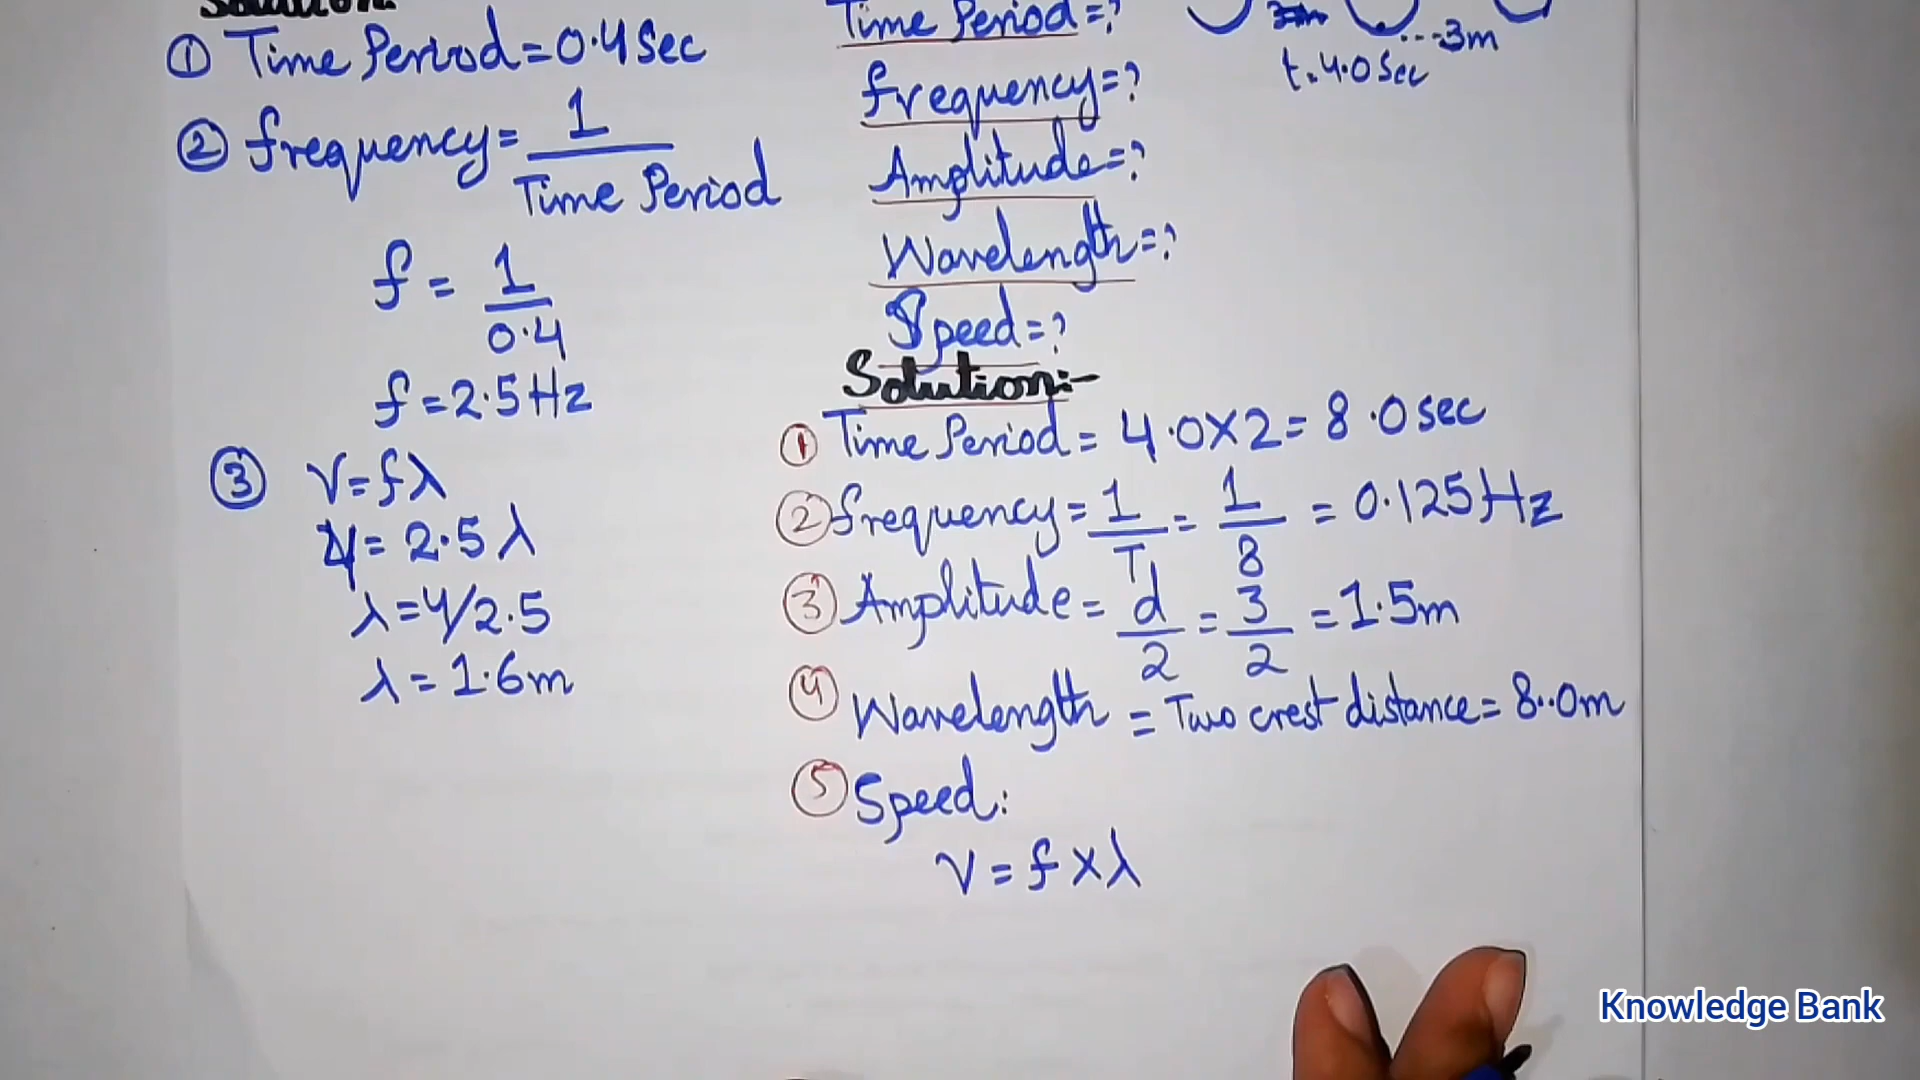 Solution:
① Time Period = 0.4 Sec
② frequency = 1 / Time Period
f = 1 / 0.4
f = 2.5 Hz
③ V = fλ
4 = 2.5 λ
λ = 4/2.5
λ = 1.6m
Time Period = ?
frequency = ?
Amplitude = ?
Wavelength = ?
Speed = ?
3m
t = 4.0 Sec
Solution:-
① Time Period = 4.0 X 2 = 8.0 sec
② frequency = 1/T = 1/8 = 0.125 Hz
③ Amplitude = d/2 = 3/2 = 1.5m
④ Wavelength = Two crest distance = 8.0m
⑤ Speed:
V = f x λ
Knowledge Bank